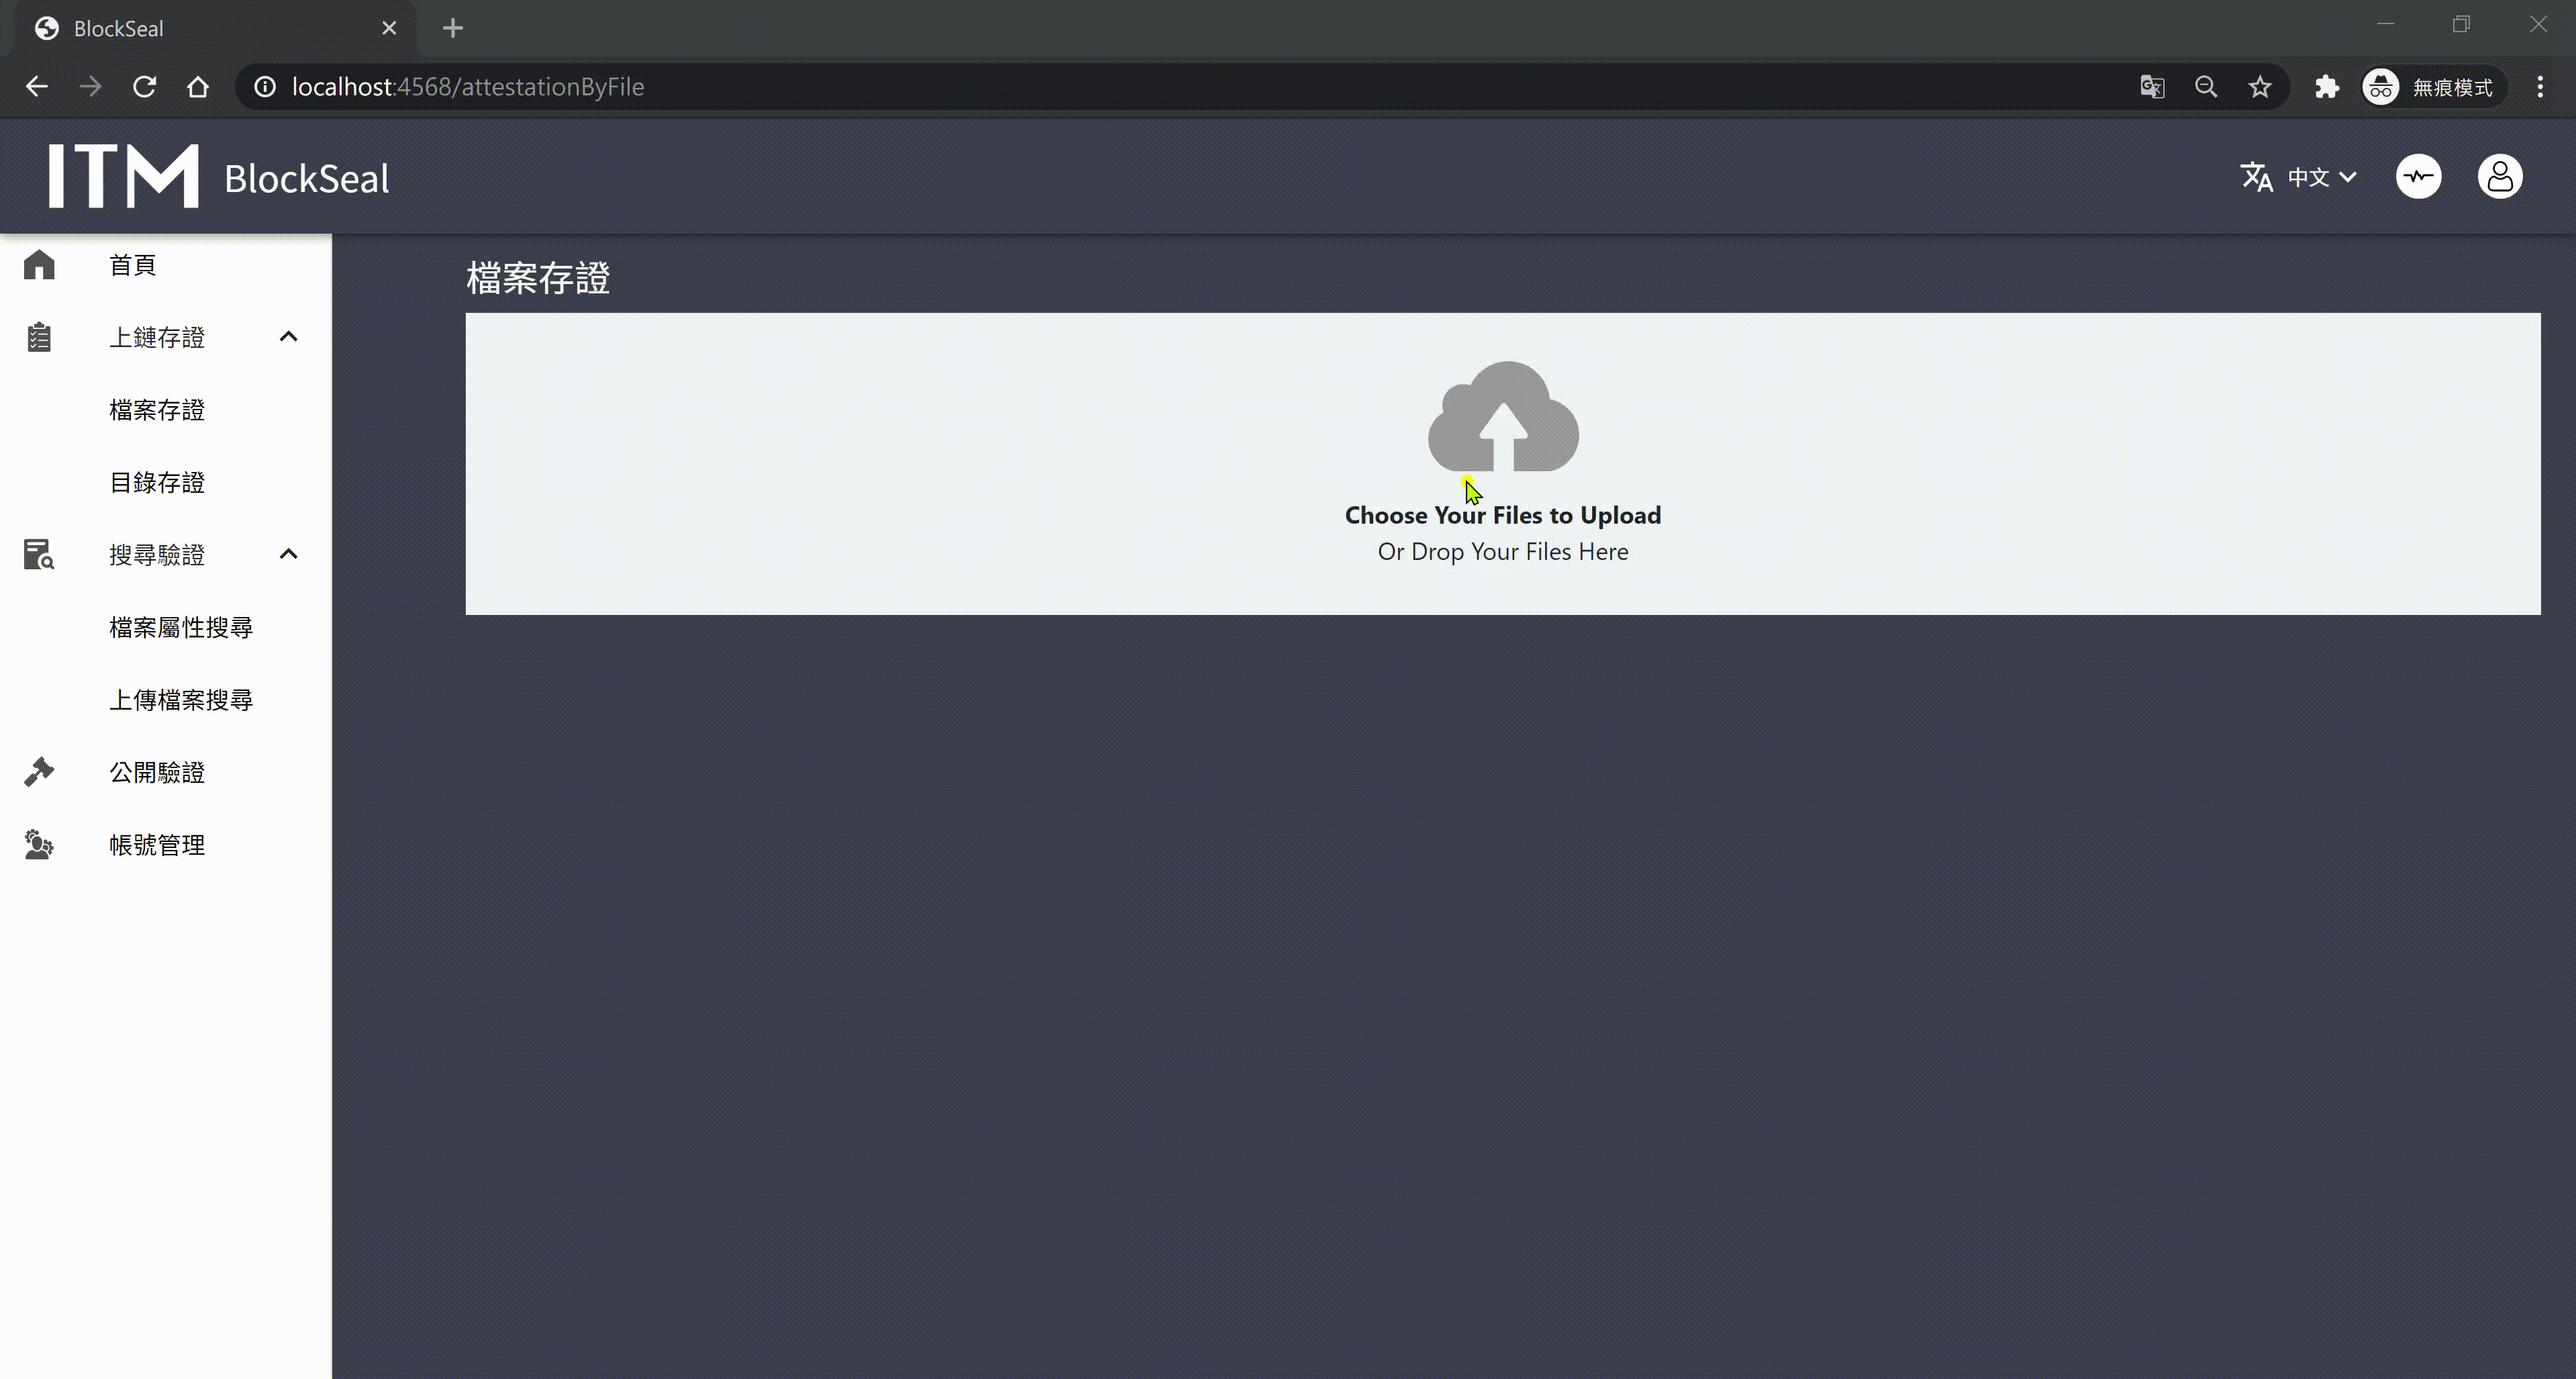 BlockSeal
localhost:4568/attestationByFile
無痕模式
ITM BlockSeal
中文
首頁
上鏈存證
檔案存證
目錄存證
搜尋驗證
檔案屬性搜尋
上傳檔案搜尋
公開驗證
帳號管理
檔案存證
Choose Your Files to Upload
Or Drop Your Files Here